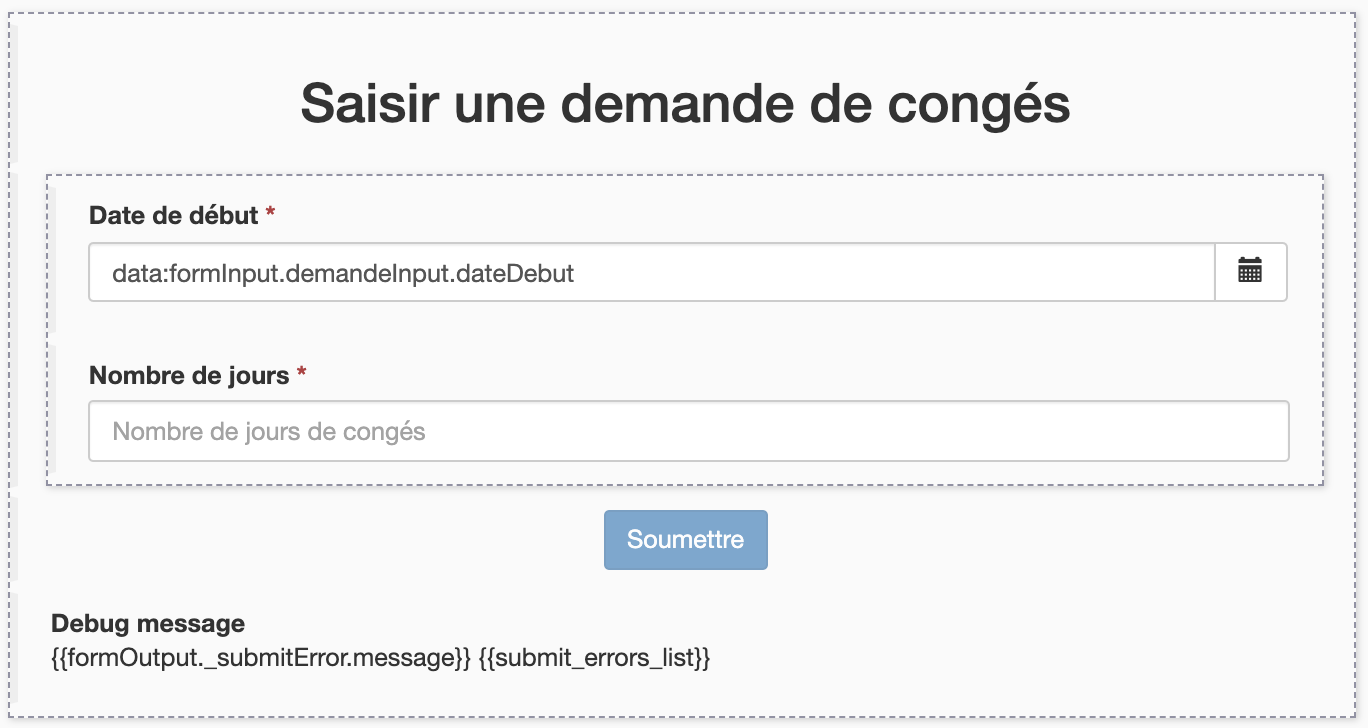 Saisir une demande de congés
Date de début *
data:formInput.demandeInput.dateDebut
Nombre de jours *
Nombre de jours de congés
Soumettre
Debug message
{{formOutput._submitError.message}} {{submit_errors_list}}